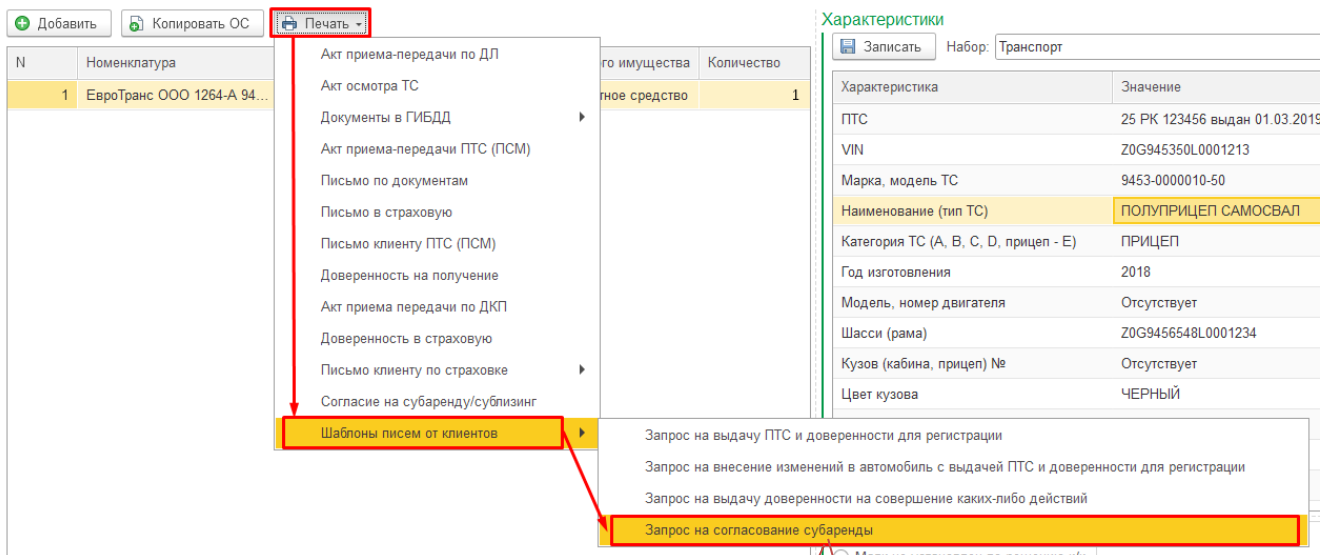 Добавить Копировать ОС Печать Характеристики
Записать Набор: Транспорт
N Номенклатура го имущества Количество
1 ЕвроТранс ООО 1264-А 94... тное средство 1
Акт приема-передачи по ДЛ
Акт осмотра ТС
Документы в ГИБДД
Акт приема-передачи ПТС (ПСМ)
Письмо по документам
Письмо в страховую
Письмо клиенту ПТС (ПСМ)
Доверенность на получение
Акт приема передачи по ДКП
Доверенность в страховую
Письмо клиенту по страховке
Согласие на субаренду/сублизинг
Шаблоны писем от клиентов
Запрос на выдачу ПТС и доверенности для регистрации
Запрос на внесение изменений в автомобиль с выдачей ПТС и доверенности для регистрации
Запрос на выдачу доверенности на совершение каких-либо действий
Запрос на согласование субаренды
Характеристика Значение
ПТС 25 РК 123456 выдан 01.03.2019
VIN Z0G945350L0001213
Марка, модель ТС 9453-0000010-50
Наименование (тип ТС) ПОЛУПРИЦЕП САМОСВАЛ
Категория ТС (A, B, C, D, прицеп - E) ПРИЦЕП
Год изготовления 2018
Модель, номер двигателя Отсутствует
Шасси (рама) Z0G9456548L0001234
Кузов (кабина, прицеп) № Отсутствует
Цвет кузова ЧЕРНЫЙ